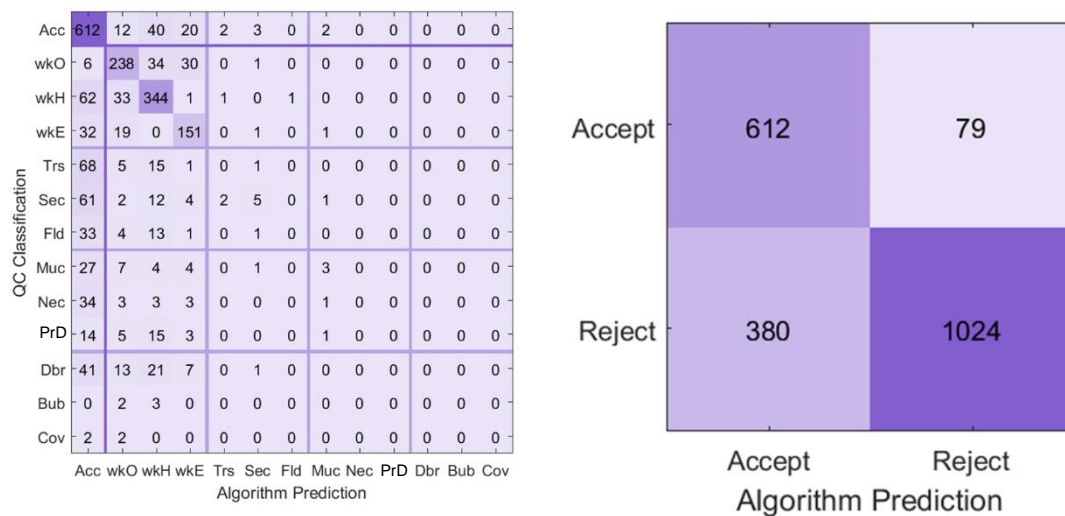 Acc 612 12 40 20 2 3 0 2 0 0 0 0 0
wkO 6 238 34 30 0 1 0 0 0 0 0 0 0
wkH 62 33 344 1 1 0 1 0 0 0 0 0 0
wkE 32 19 0 151 0 1 0 1 0 0 0 0 0
Trs 68 5 15 1 0 1 0 0 0 0 0 0 0
Sec 61 2 12 4 2 5 0 1 0 0 0 0 0
Fld 33 4 13 1 0 1 0 0 0 0 0 0 0
Muc 27 7 4 4 0 1 0 3 0 0 0 0 0
Nec 34 3 3 3 0 0 0 1 0 0 0 0 0
PrD 14 5 15 3 0 0 0 1 0 0 0 0 0
Dbr 41 13 21 7 0 1 0 0 0 0 0 0 0
Bub 0 2 3 0 0 0 0 0 0 0 0 0 0
Cov 2 2 0 0 0 0 0 0 0 0 0 0 0
Acc wkO wkH wkE Trs Sec Fld Muc Nec PrD Dbr Bub Cov
Algorithm Prediction
QC Classification
Accept 612 79
Reject 380 1024
Accept Reject
Algorithm Prediction